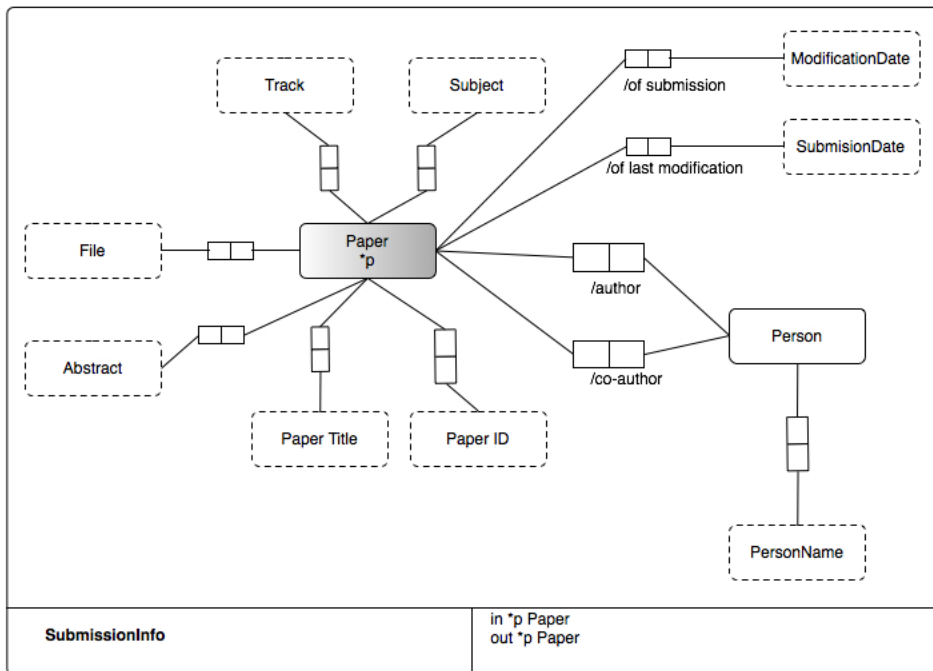 ModificationDate
/of submission
Track
Subject
SubmisionDate
/of last modification
File
Paper
*p
/author
Person
Abstract
/co-author
Paper Title
Paper ID
PersonName
SubmissionInfo
in *p Paper
out *p Paper